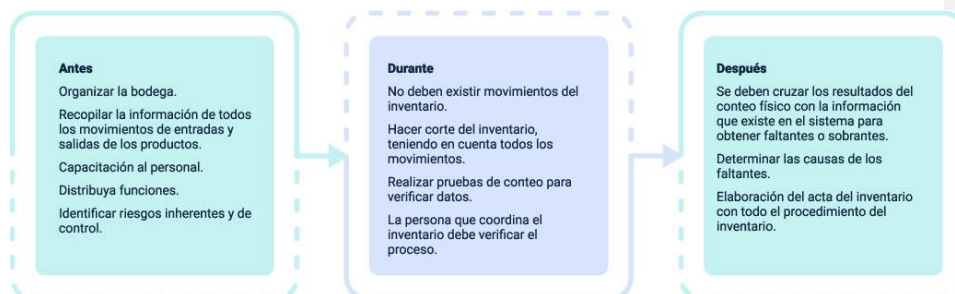 Antes
Organizar la bodega.
Recopilar la información de todos
los movimientos de entradas y
salidas de los productos.
Capacitación al personal.
Distribuya funciones.
Identificar riesgos inherentes y de
control.
Durante
No deben existir movimientos del
inventario.
Hacer corte del inventario,
teniendo en cuenta todos los
movimientos.
Realizar pruebas de conteo para
verificar datos.
La persona que coordina el
inventario debe verificar el
proceso.
Después
Se deben cruzar los resultados del
conteo físico con la información
que existe en el sistema para
obtener faltantes o sobrantes.
Determinar las causas de los
faltantes.
Elaboración del acta del inventario
con todo el procedimiento del
inventario.